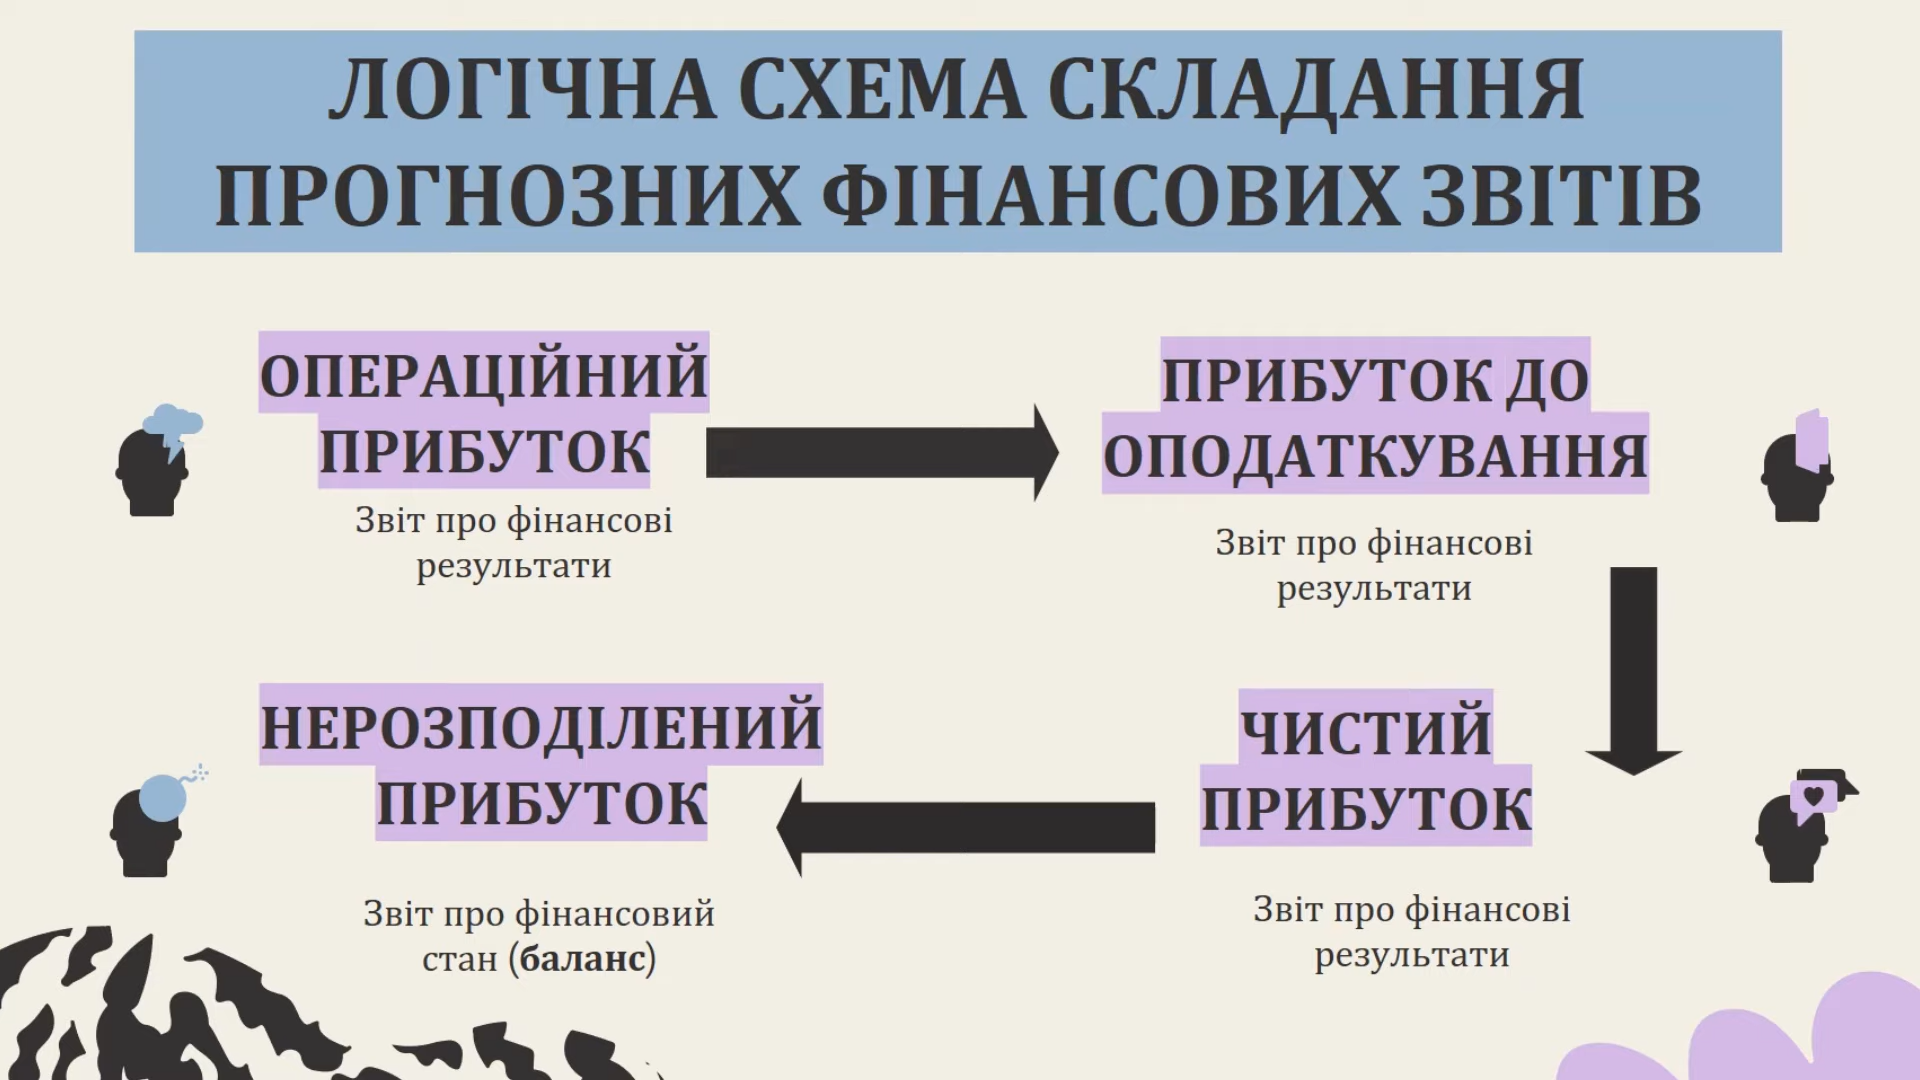 ЛОГІЧНА СХЕМА СКЛАДАННЯ
ПРОГНОЗНИХ ФІНАНСОВИХ ЗВІТІВ
ОПЕРАЦІЙНИЙ
ПРИБУТОК
Звіт про фінансові
результати
ПРИБУТОК ДО
ОПОДАТКУВАННЯ
Звіт про фінансові
результати
ЧИСТИЙ
ПРИБУТОК
Звіт про фінансові
результати
НЕРОЗПОДІЛЕНИЙ
ПРИБУТОК
Звіт про фінансовий
стан (баланс)